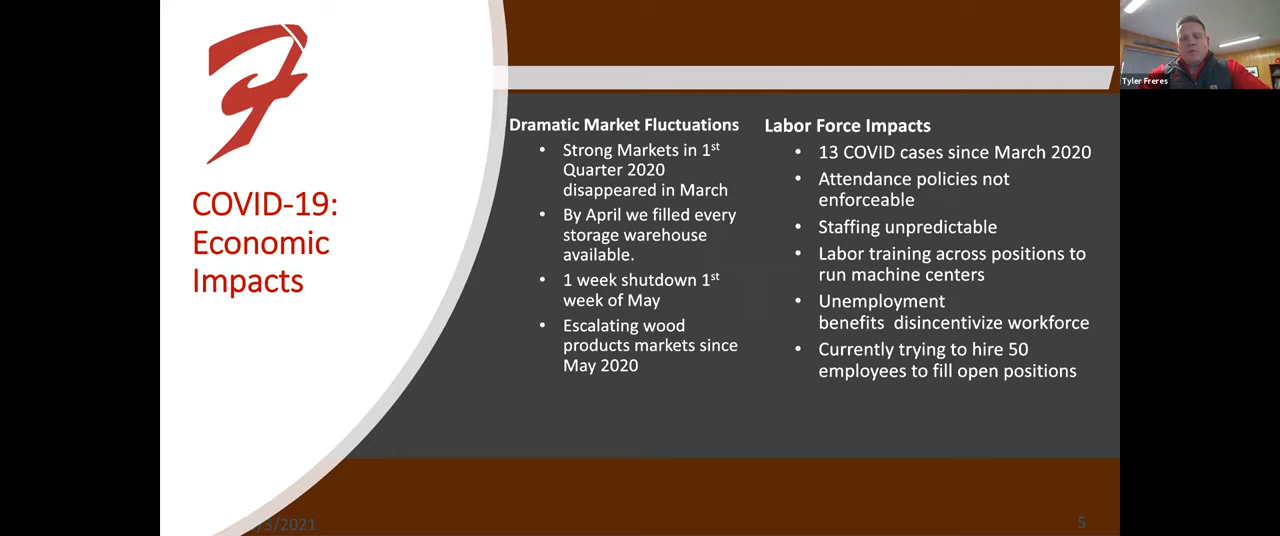 COVID-19:
Economic
Impacts
Dramatic Market Fluctuations
• Strong Markets in 1st
Quarter 2020
disappeared in March
• By April we filled every
storage warehouse
available.
• 1 week shutdown 1st
week of May
• Escalating wood
products markets since
May 2020
Labor Force Impacts
• 13 COVID cases since March 2020
• Attendance policies not
enforceable
• Staffing unpredictable
• Labor training across positions to
run machine centers
• Unemployment
benefits  disincentivize workforce
• Currently trying to hire 50
employees to fill open positions
/3/2021
5
Tyler Freres